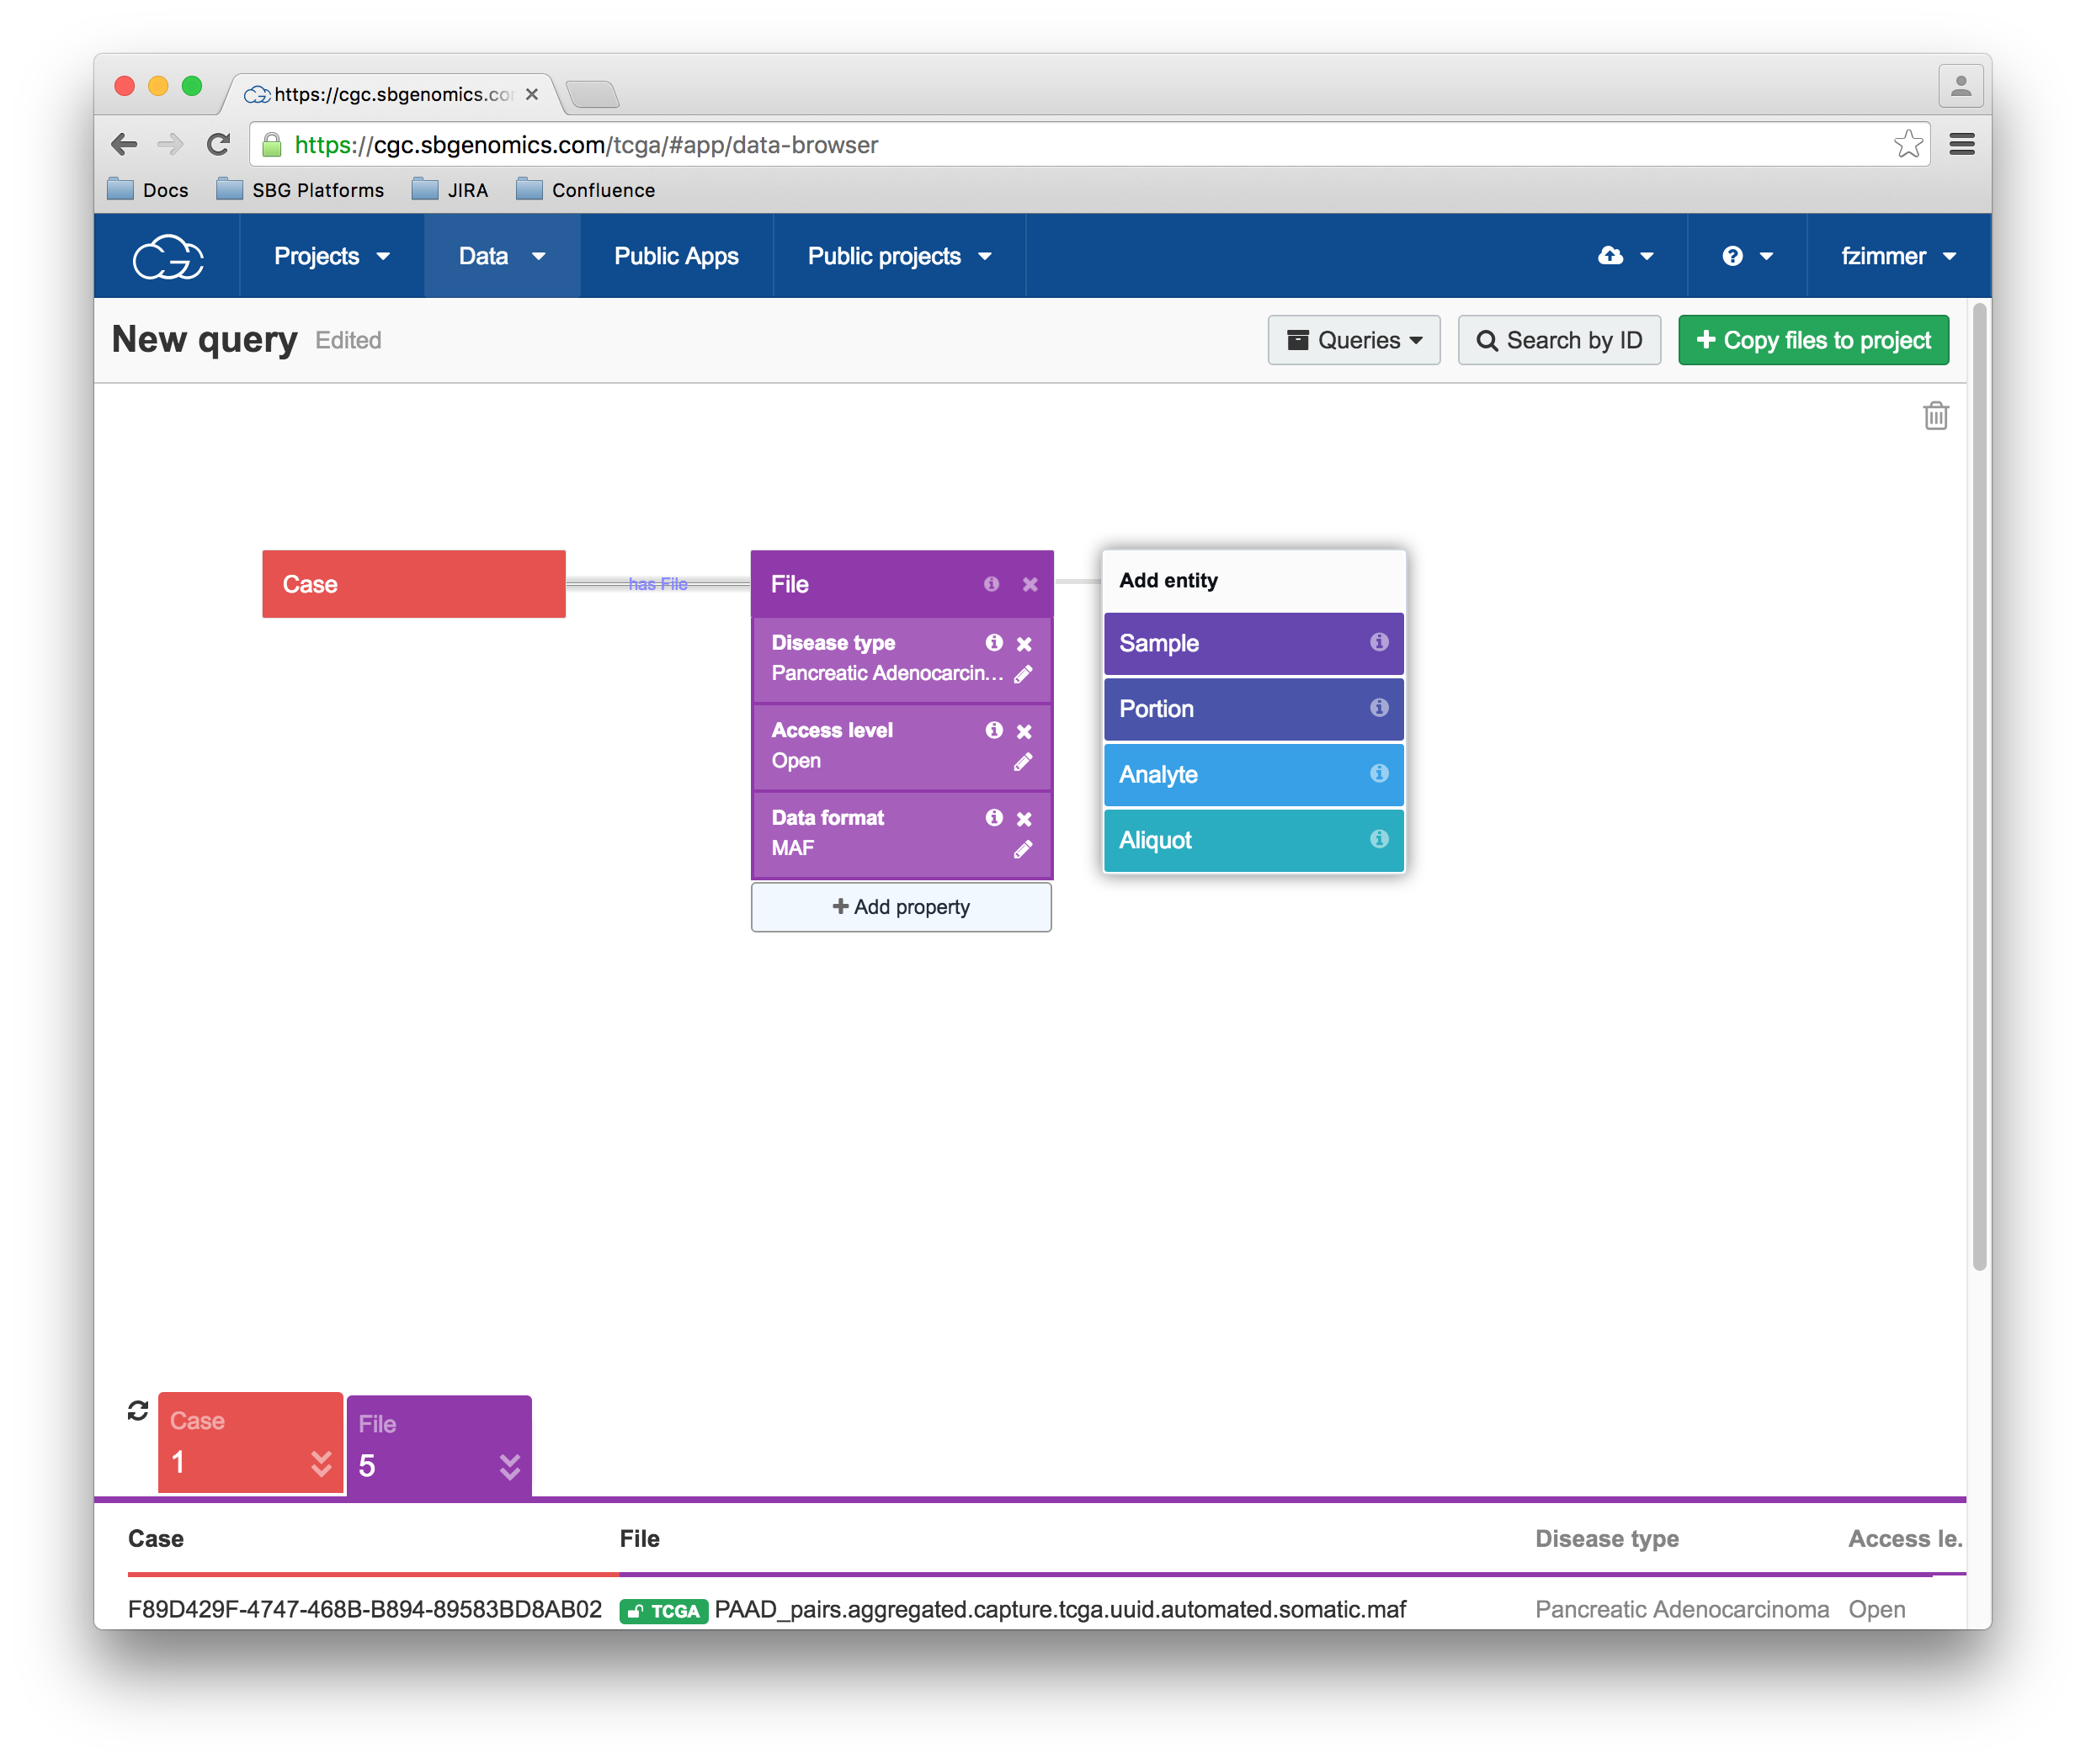 https://cgc.sbgenomics.co
https://cgc.sbgenomics.com/tcga/#app/data-browser
Docs SBG Platforms JIRA Confluence
Projects Data Public Apps Public projects fzimmer
New query Edited Queries Search by ID + Copy files to project
Case
has File
File
Disease type
Pancreatic Adenocarcin...
Access level
Open
Data format
MAF
+ Add property
Add entity
Sample
Portion
Analyte
Aliquot
Case
1
File
5
Case File Disease type Access le.
F89D429F-4747-468B-B894-89583BD8AB02 TCGA PAAD_pairs.aggregated.capture.tcga.uuid.automated.somatic.maf Pancreatic Adenocarcinoma Open